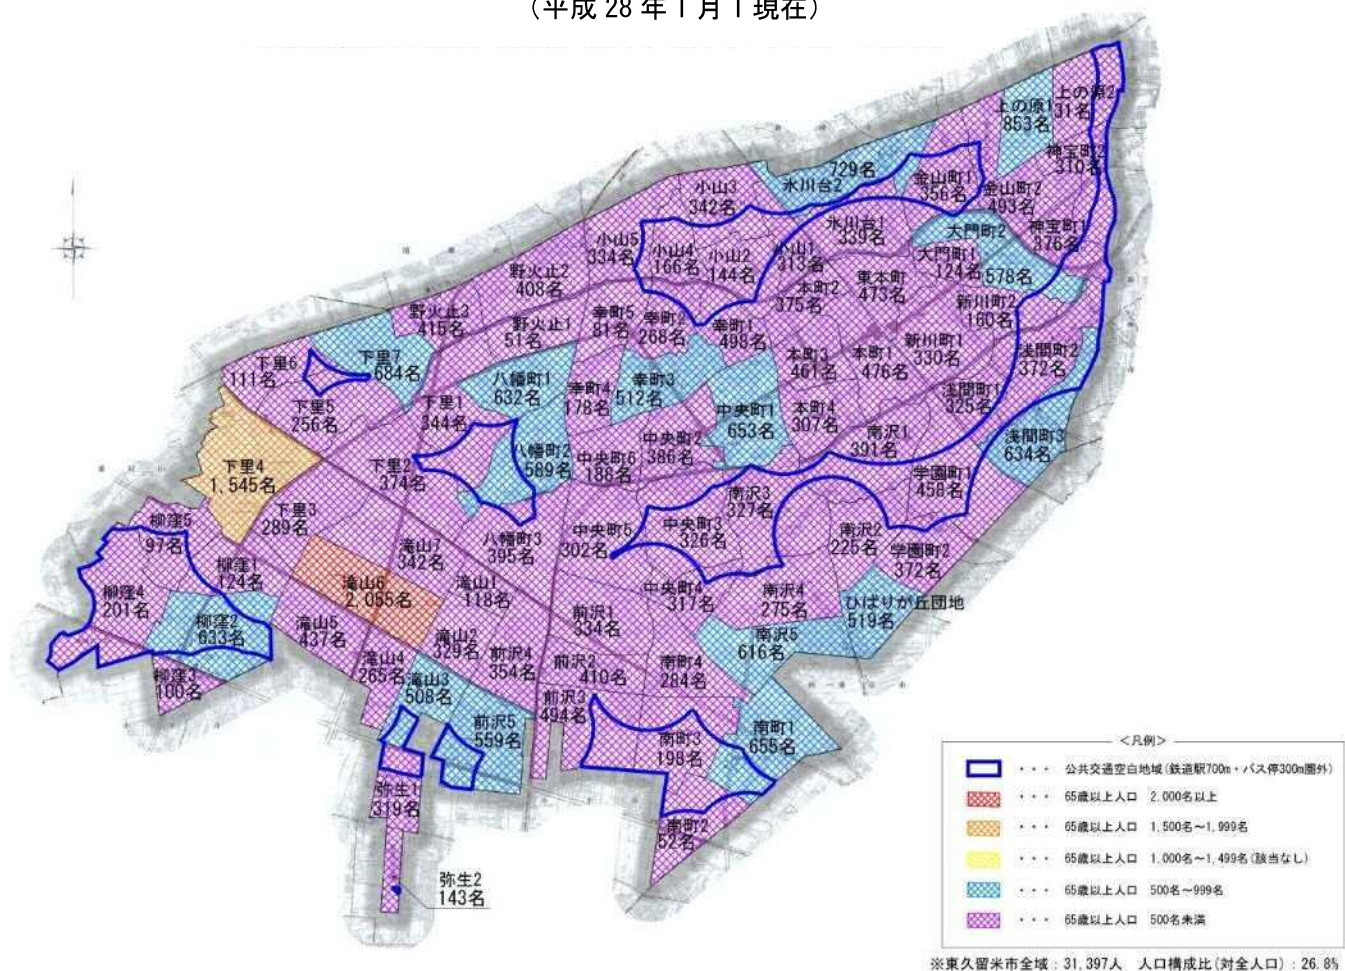 (平成 28 年 1 月 1 現在)
上の原1
853名
上の原2
31名
神宝町2
310名
729名
氷川台2
金山町1
356名
金山町2
493名
小山3
342名
氷川台1
339名
大門町2
神宝町1
376名
小山5
334名
小山4
166名
小山2
144名
小山1
313名
大門町1
124名
578名
野火止2
408名
本町2
375名
東本町
473名
新川町2
160名
野火止3
415名
野火止1
51名
幸町5
81名
幸町2
268名
幸町1
498名
本町3
461名
本町1
476名
新川町1
330名
浅間町2
372名
下里6
111名
下里7
684名
八幡町1
632名
幸町4
178名
幸町3
512名
中央町1
653名
本町4
307名
浅間町1
325名
下里5
256名
下里1
344名
八幡町2
589名
中央町6
188名
中央町2
386名
南沢1
391名
浅間町3
634名
下里4
1,545名
下里2
374名
学園町1
458名
下里3
289名
南沢3
327名
柳窪5
97名
滝山7
342名
八幡町3
395名
中央町5
302名
中央町3
326名
南沢2
225名
学園町2
372名
柳窪1
124名
柳窪4
201名
滝山6
2,055名
滝山1
118名
中央町4
317名
南沢4
275名
ひばりが丘団地
519名
柳窪2
633名
滝山5
437名
滝山2
329名
前沢1
334名
南沢5
616名
柳窪3
100名
滝山4
265名
滝山3
508名
前沢4
354名
前沢2
410名
南町4
284名
前沢5
559名
前沢3
494名
南町3
198名
南町1
655名
弥生1
319名
南町2
52名
弥生2
143名
<凡例>
・・・ 公共交通空白地域(鉄道駅700m・バス停300m圏外)
・・・ 65歳以上人口 2,000名以上
・・・ 65歳以上人口 1,500名~1,999名
・・・ 65歳以上人口 1,000名~1,499名(該当なし)
・・・ 65歳以上人口 500名~999名
・・・ 65歳以上人口 500名未満
※東久留米市全域:31,397人 人口構成比(対全人口):26.8%